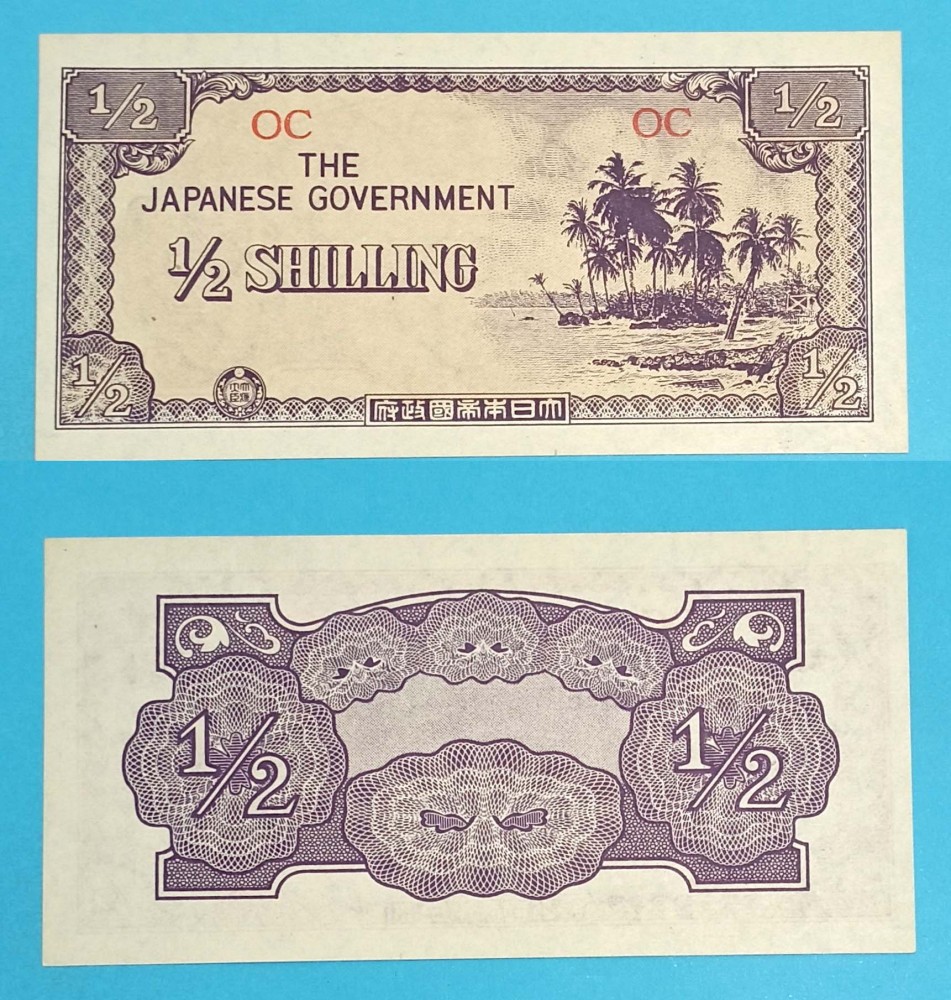 1/2
1/2
OC
OC
THE
JAPANESE GOVERNMENT
1/2 SHILLING
1/2
1/2
大日本帝國政府
1/2
1/2